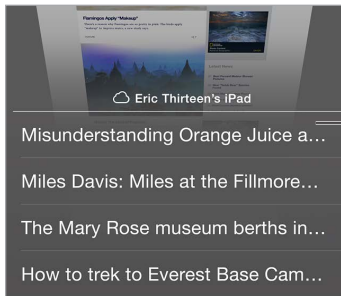 Flamingos Apply "Makeup"
Eric Thirteen's iPad
Misunderstanding Orange Juice a...
Miles Davis: Miles at the Fillmore...
The Mary Rose museum berths in...
How to trek to Everest Base Cam...